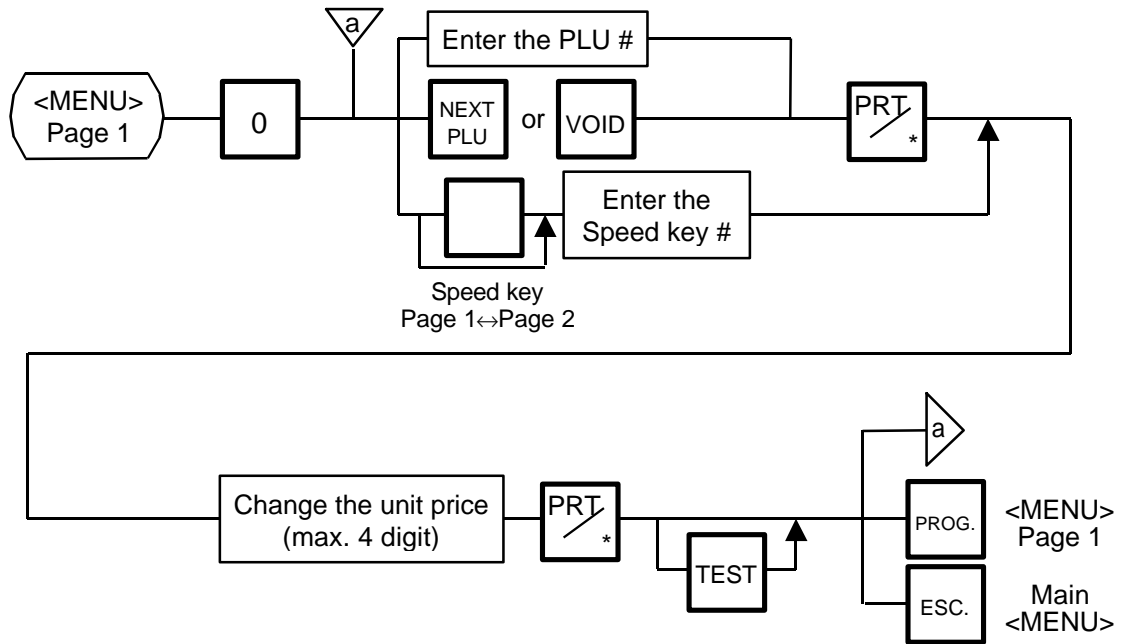 a
Enter the PLU #
<MENU>
Page 1
0
NEXT
PLU
or
VOID
PRT
*
Enter the
Speed key #
Speed key
Page 1↔Page 2
a
Change the unit price
(max. 4 digit)
PRT
*
TEST
PROG.
<MENU>
Page 1
ESC.
Main
<MENU>